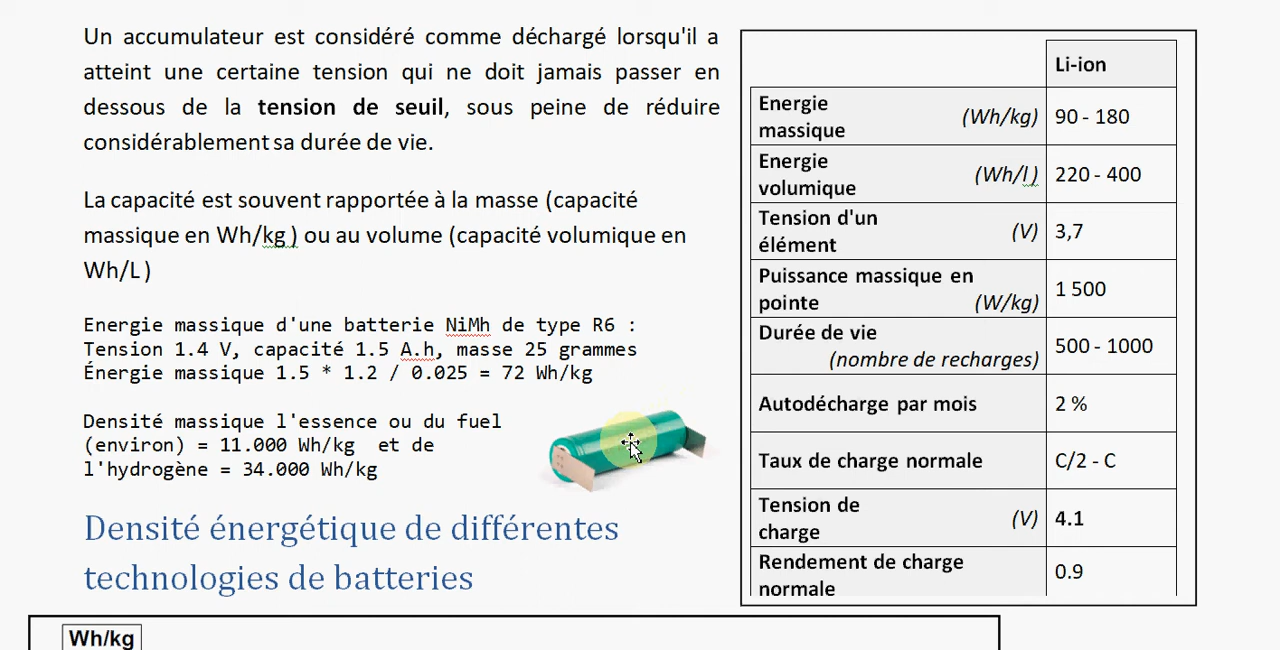 Un accumulateur est considéré comme déchargé lorsqu'il a
atteint une certaine tension qui ne doit jamais passer en
dessous de la tension de seuil, sous peine de réduire
considérablement sa durée de vie.
La capacité est souvent rapportée à la masse (capacité
massique en Wh/kg ) ou au volume (capacité volumique en
Wh/L )
Energie massique d'une batterie NiMh de type R6 :
Tension 1.4 V, capacité 1.5 A.h, masse 25 grammes
Énergie massique 1.5 * 1.2 / 0.025 = 72 Wh/kg
Densité massique l'essence ou du fuel
(environ) = 11.000 Wh/kg  et de
l'hydrogène = 34.000 Wh/kg
Densité énergétique de différentes
technologies de batteries
Wh/kg
Li-ion
Energie
massique (Wh/kg) 90 - 180
Energie
volumique (Wh/l ) 220 - 400
Tension d'un
élément (V) 3,7
Puissance massique en
pointe (W/kg) 1 500
Durée de vie
(nombre de recharges) 500 - 1000
Autodécharge par mois 2 %
Taux de charge normale C/2 - C
Tension de
charge (V) 4.1
Rendement de charge
normale 0.9